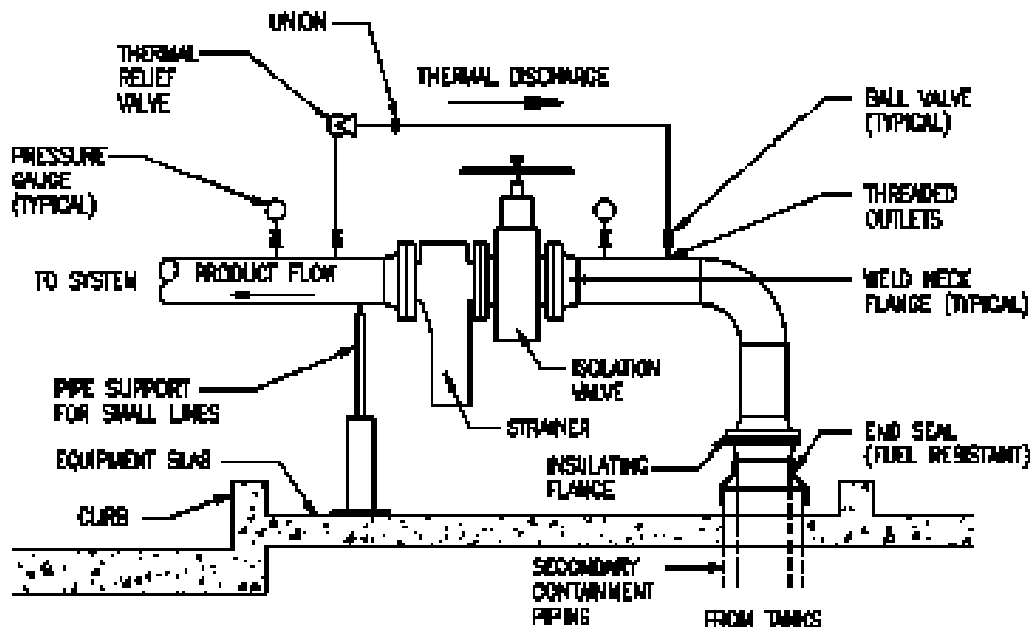 UNION
THERMAL
RELIEF
VALVE
THERMAL DISCHARGE
BALL VALVE
(TYPICAL)
PRESSURE
GAUGE
(TYPICAL)
THREADED
OUTLETS
TO SYSTEM
PRODUCT FLOW
WELD NECK
FLANGE (TYPICAL)
ISOLATION
VALVE
PIPE SUPPORT
FOR SMALL LINES
STRAINER
END SEAL
(FUEL RESISTANT)
EQUIPMENT SLAB
INSULATING
FLANGE
CURB
SECONDARY
CONTAINMENT
PIPING
FROM TANKS